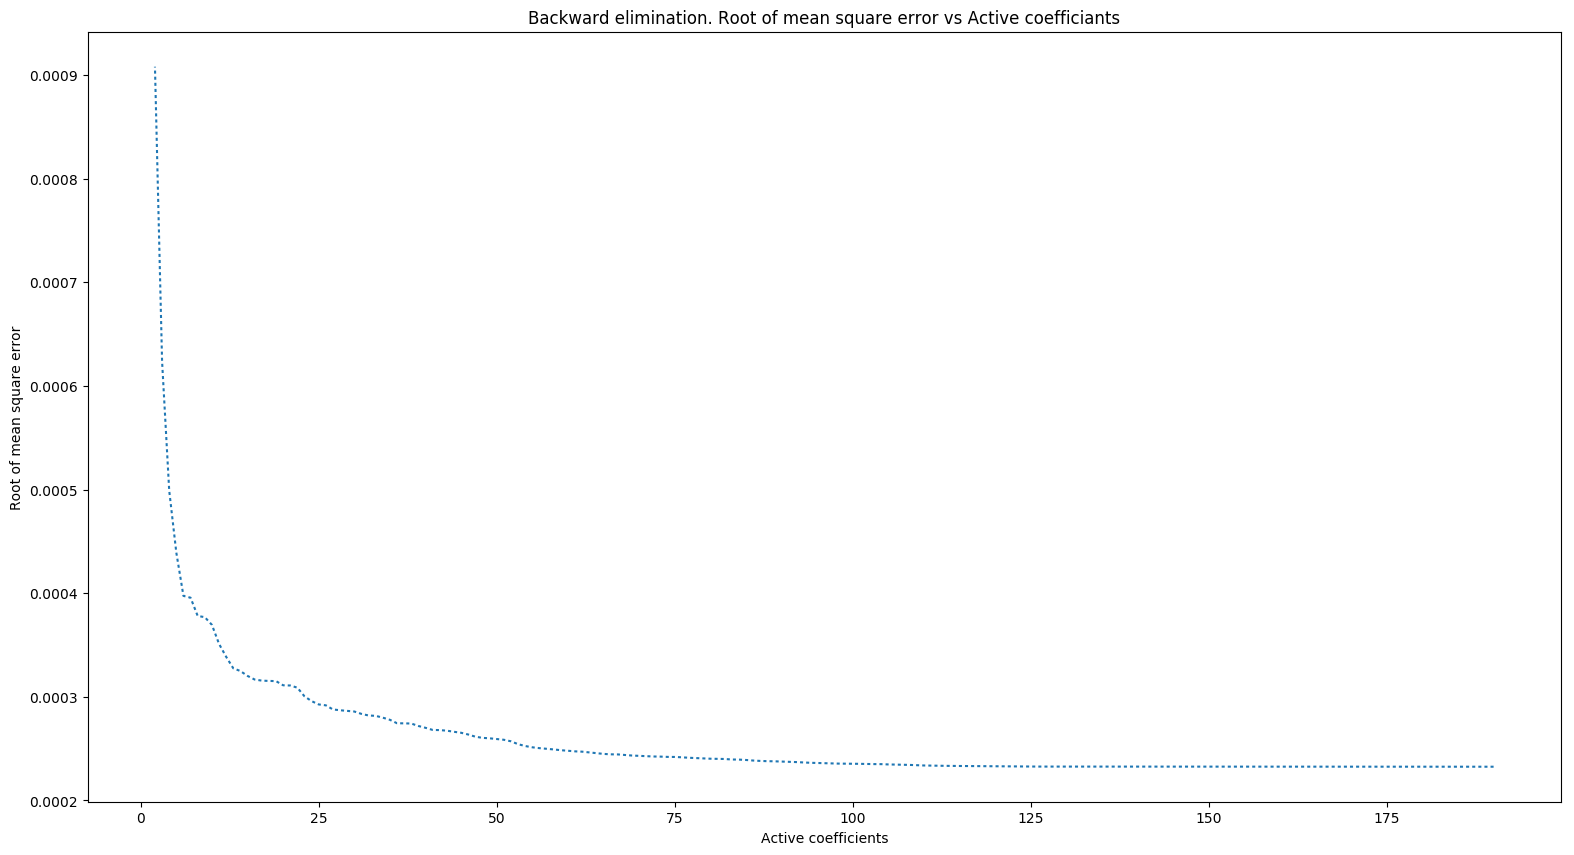 Backward elimination. Root of mean square error vs Active coefficiants
0.0009
0.0008
0.0007
0.0006
0.0005
0.0004
0.0003
0.0002
Root of mean square error
0 25 50 75 100 125 150 175
Active coefficients